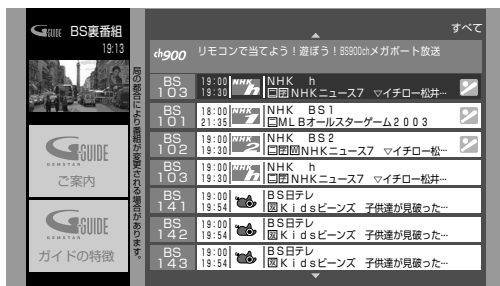 GGUIDE BS裏番組
19:13
すべて
ch900 リモコンで当てよう！遊ぼう！BS900chメガポート放送
局の都合により番組が変更される場合があります。
BS 103 19:00 19:30 NHK h NHK h
□囝NHKニュース7 ▽イチロー松井…
BS 101 18:00 21:35 NHK 1 NHK BS1
□MLBオールスターゲーム2003
BS 102 19:00 19:30 NHK 2 NHK BS2
NHKニュース7 ▽イチロー松…
BS 103 19:00 19:30 NHK h NHK h
NHKニュース7 ▽イチロー松井…
BS 141 19:00 19:54 BS日テレ
Kidsビーンズ 子供達が見破った…
BS 142 19:00 19:54 BS日テレ
Kidsビーンズ 子供達が見破った…
BS 143 19:00 19:54 BS日テレ
Kidsビーンズ 子供達が見破った…
GGUIDE
GEMSTAR
ご案内
GGUIDE
GEMSTAR
ガイドの特徴